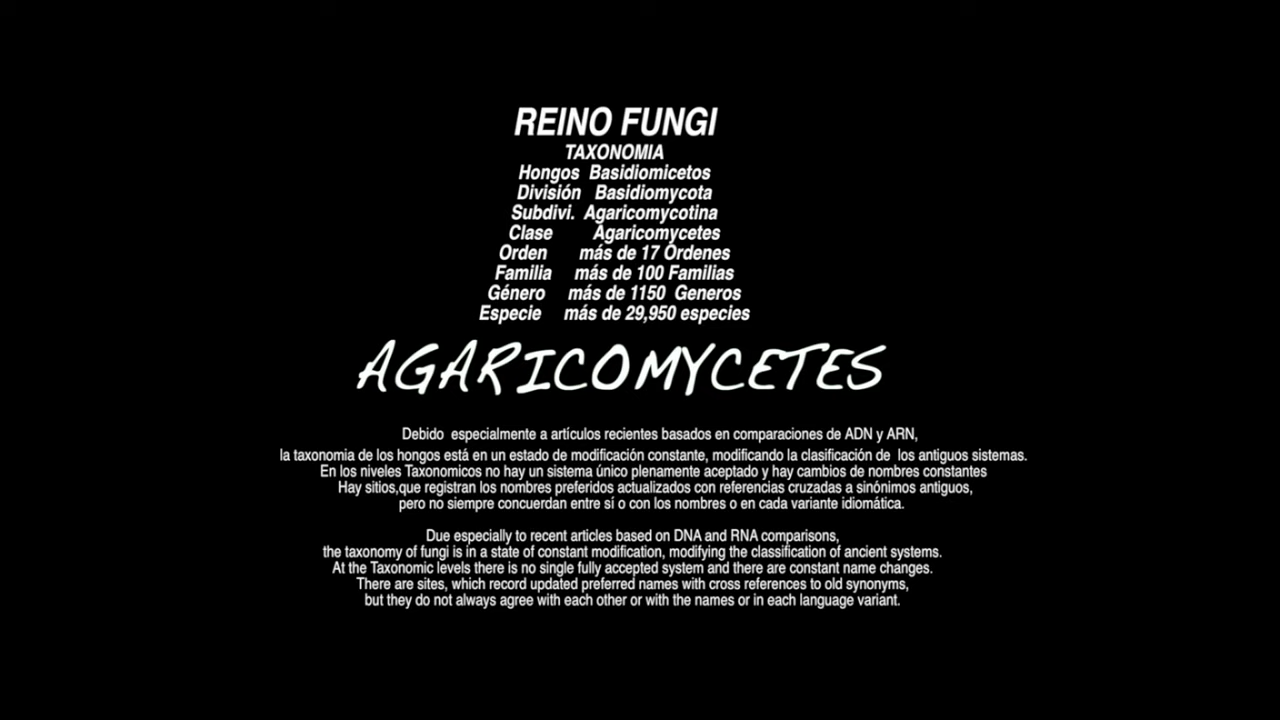 REINO FUNGI
TAXONOMIA
Hongos Basidiomicetos
División Basidiomycota
Subdivi. Agaricomycotina
Clase Agaricomycetes
Orden más de 17 Ordenes
Familia más de 100 Familias
Género más de 1150 Generos
Especie más de 29,950 especies
AGARICOMYCETES
Debido especialmente a artículos recientes basados en comparaciones de ADN y ARN,
la taxonomia de los hongos está en un estado de modificación constante, modificando la clasificación de los antiguos sistemas.
En los niveles Taxonomicos no hay un sistema único plenamente aceptado y hay cambios de nombres constantes
Hay sitios,que registran los nombres preferidos actualizados con referencias cruzadas a sinónimos antiguos,
pero no siempre concuerdan entre sí o con los nombres o en cada variante idiomática.
Due especially to recent articles based on DNA and RNA comparisons,
the taxonomy of fungi is in a state of constant modification, modifying the classification of ancient systems.
At the Taxonomic levels there is no single fully accepted system and there are constant name changes.
There are sites, which record updated preferred names with cross references to old synonyms,
but they do not always agree with each other or with the names or in each language variant.